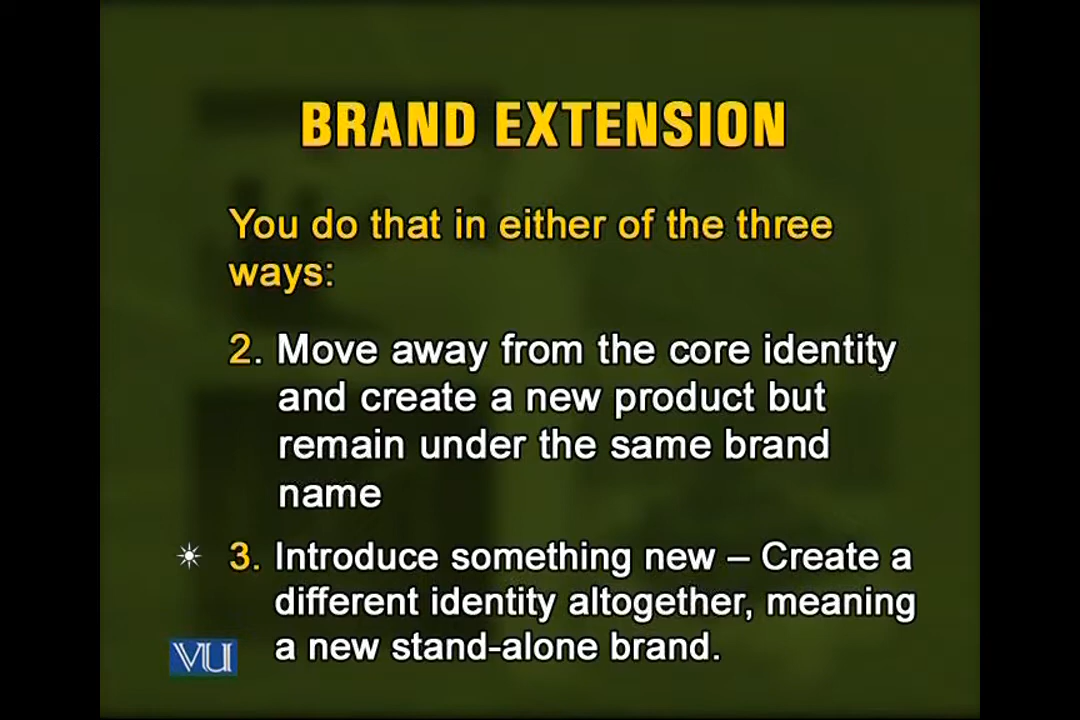 BRAND EXTENSION
You do that in either of the three
ways:
2. Move away from the core identity
and create a new product but
remain under the same brand
name
3. Introduce something new – Create a
different identity altogether, meaning
a new stand-alone brand.
VU